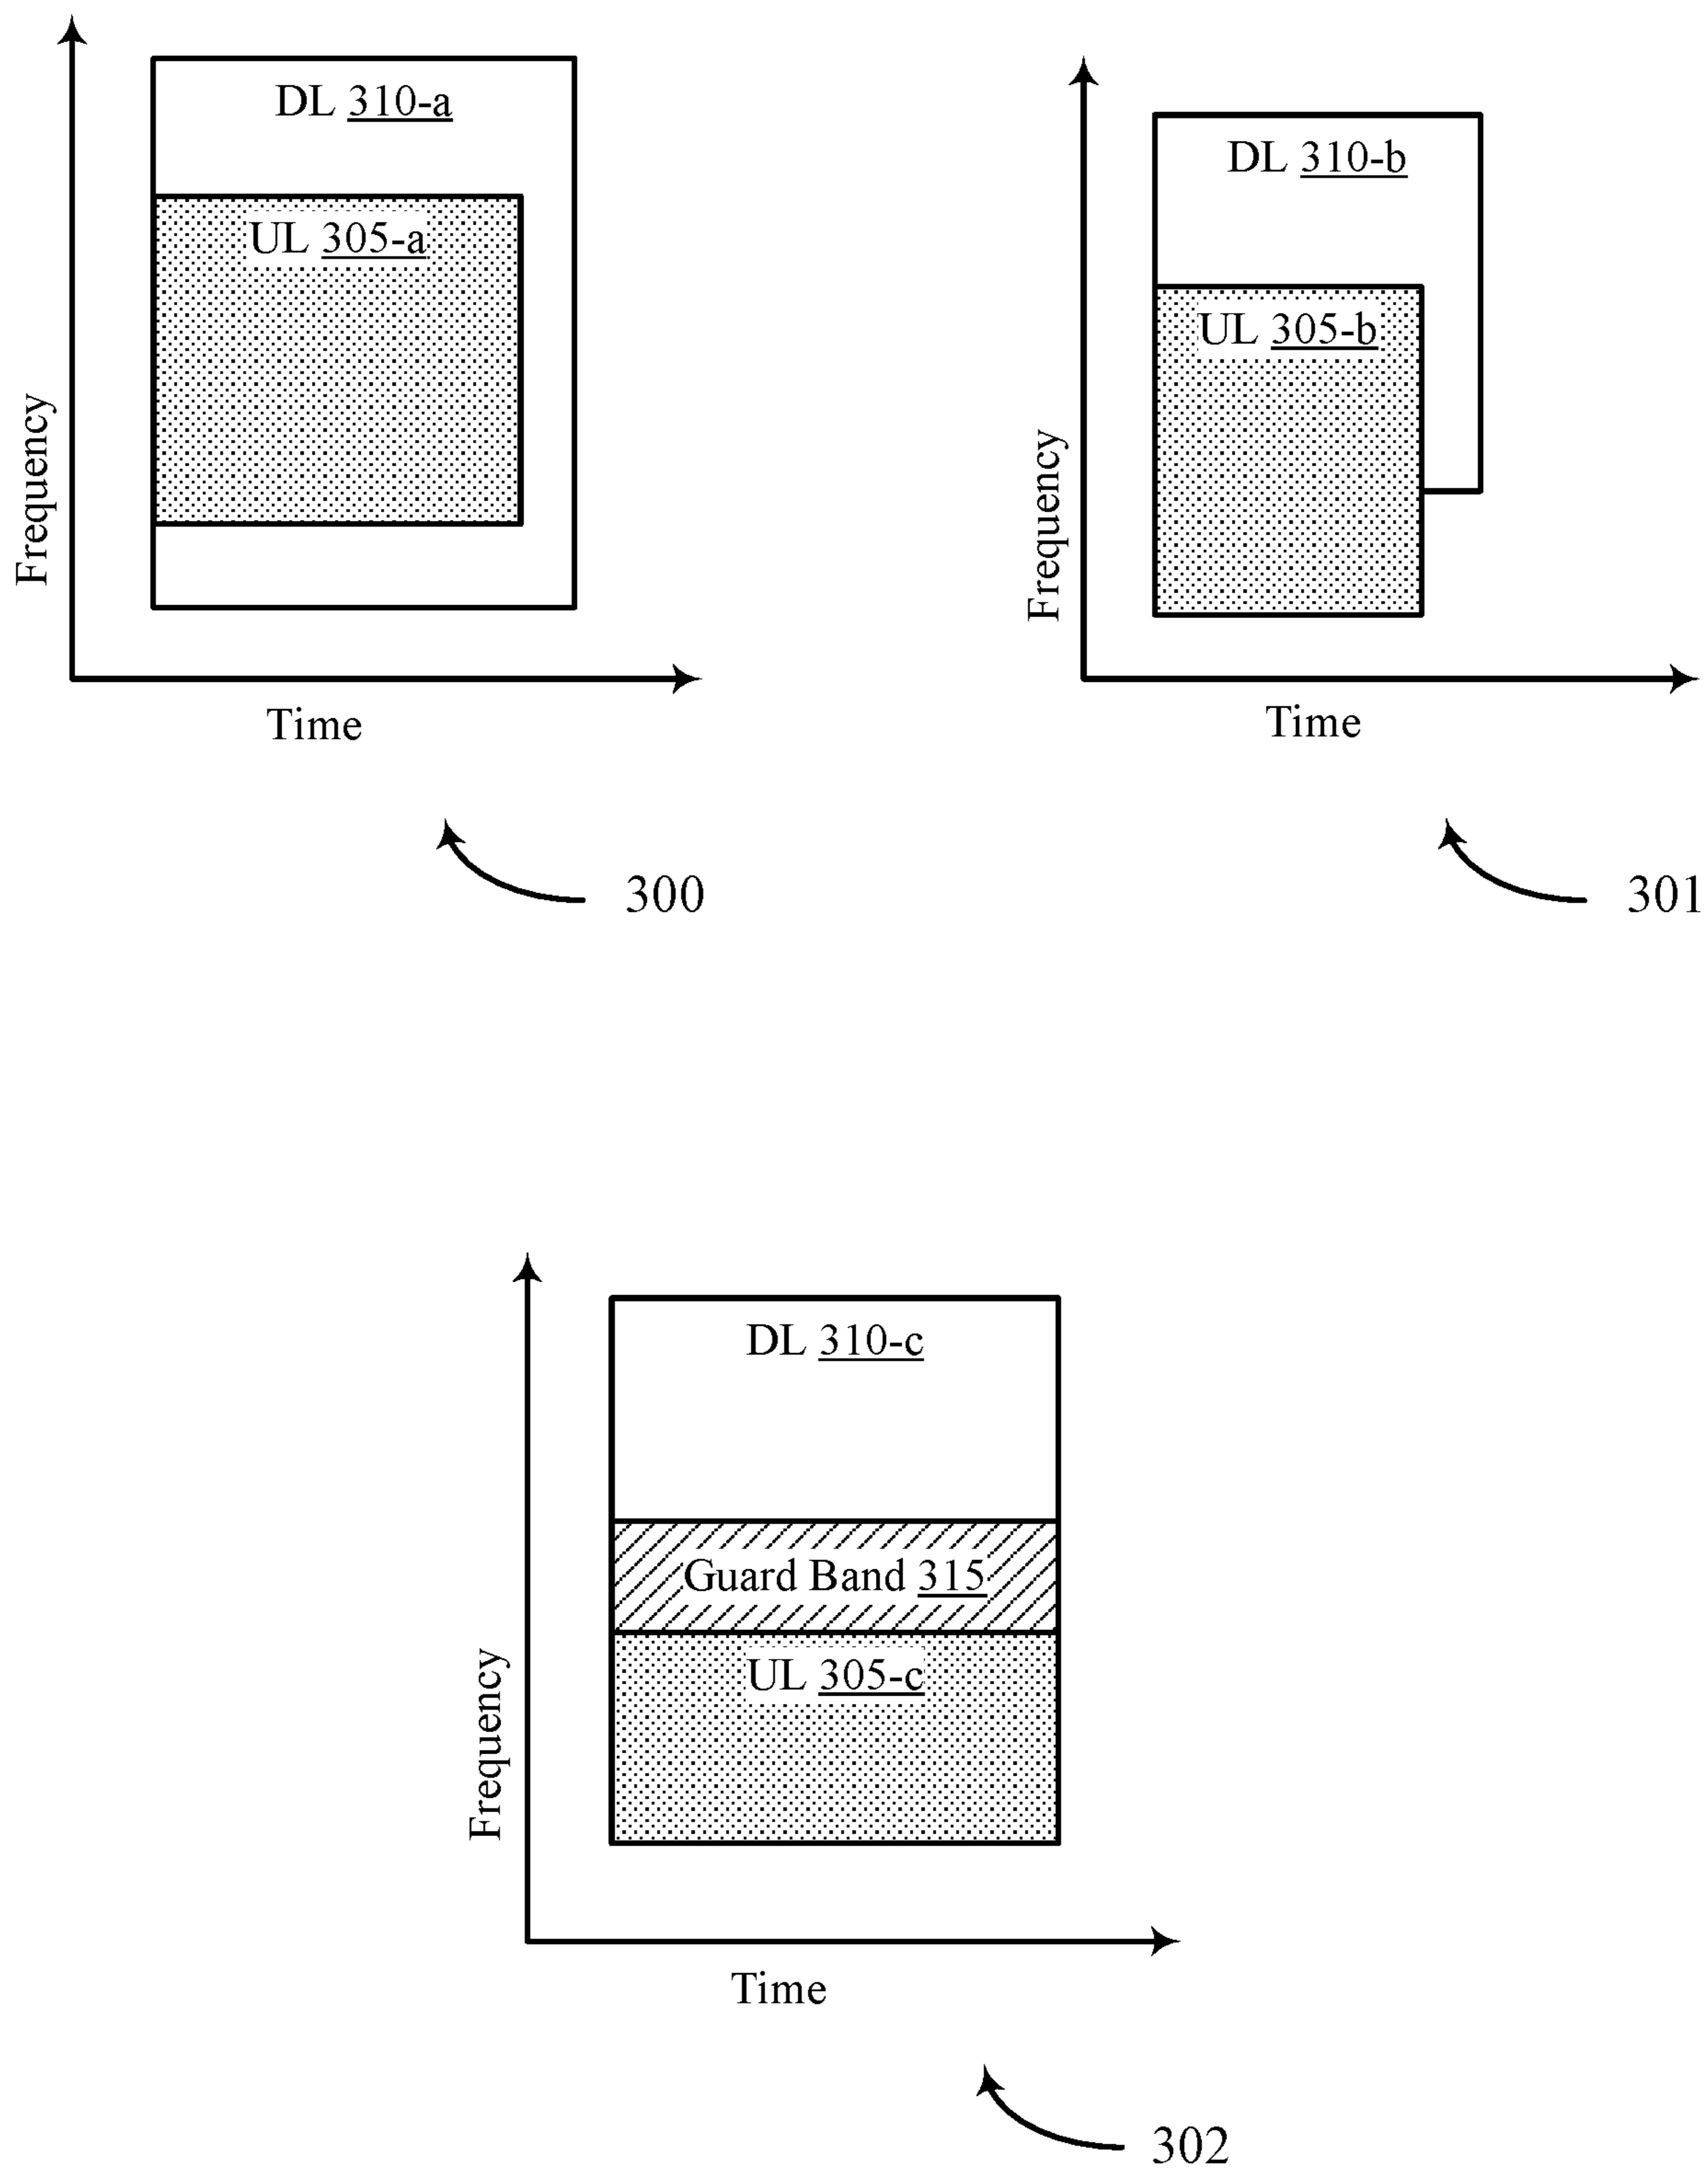 DL 310-a
UL 305-a
Frequency
Time
300
DL 310-b
UL 305-b
Frequency
Time
301
DL 310-c
Guard Band 315
UL 305-c
Frequency
Time
302